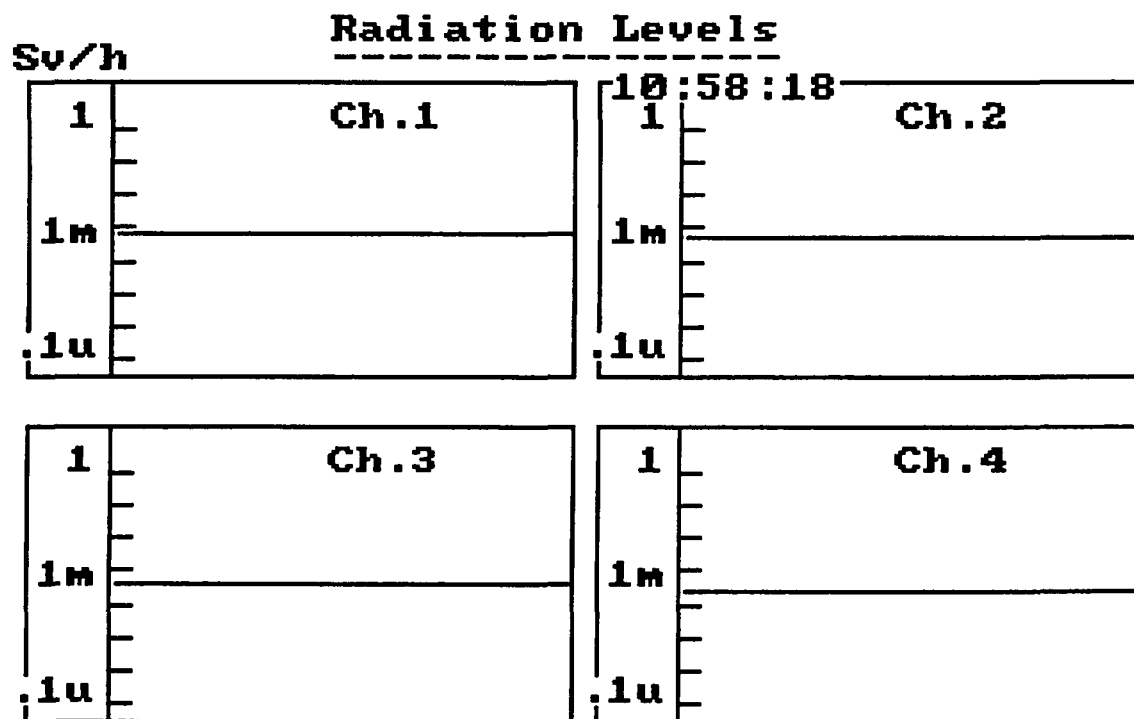 Radiation Levels
Sv/h
10:58:18
1 Ch.1
1m
.1u
1 Ch.2
1m
.1u
1 Ch.3
1m
.1u
1 Ch.4
1m
.1u